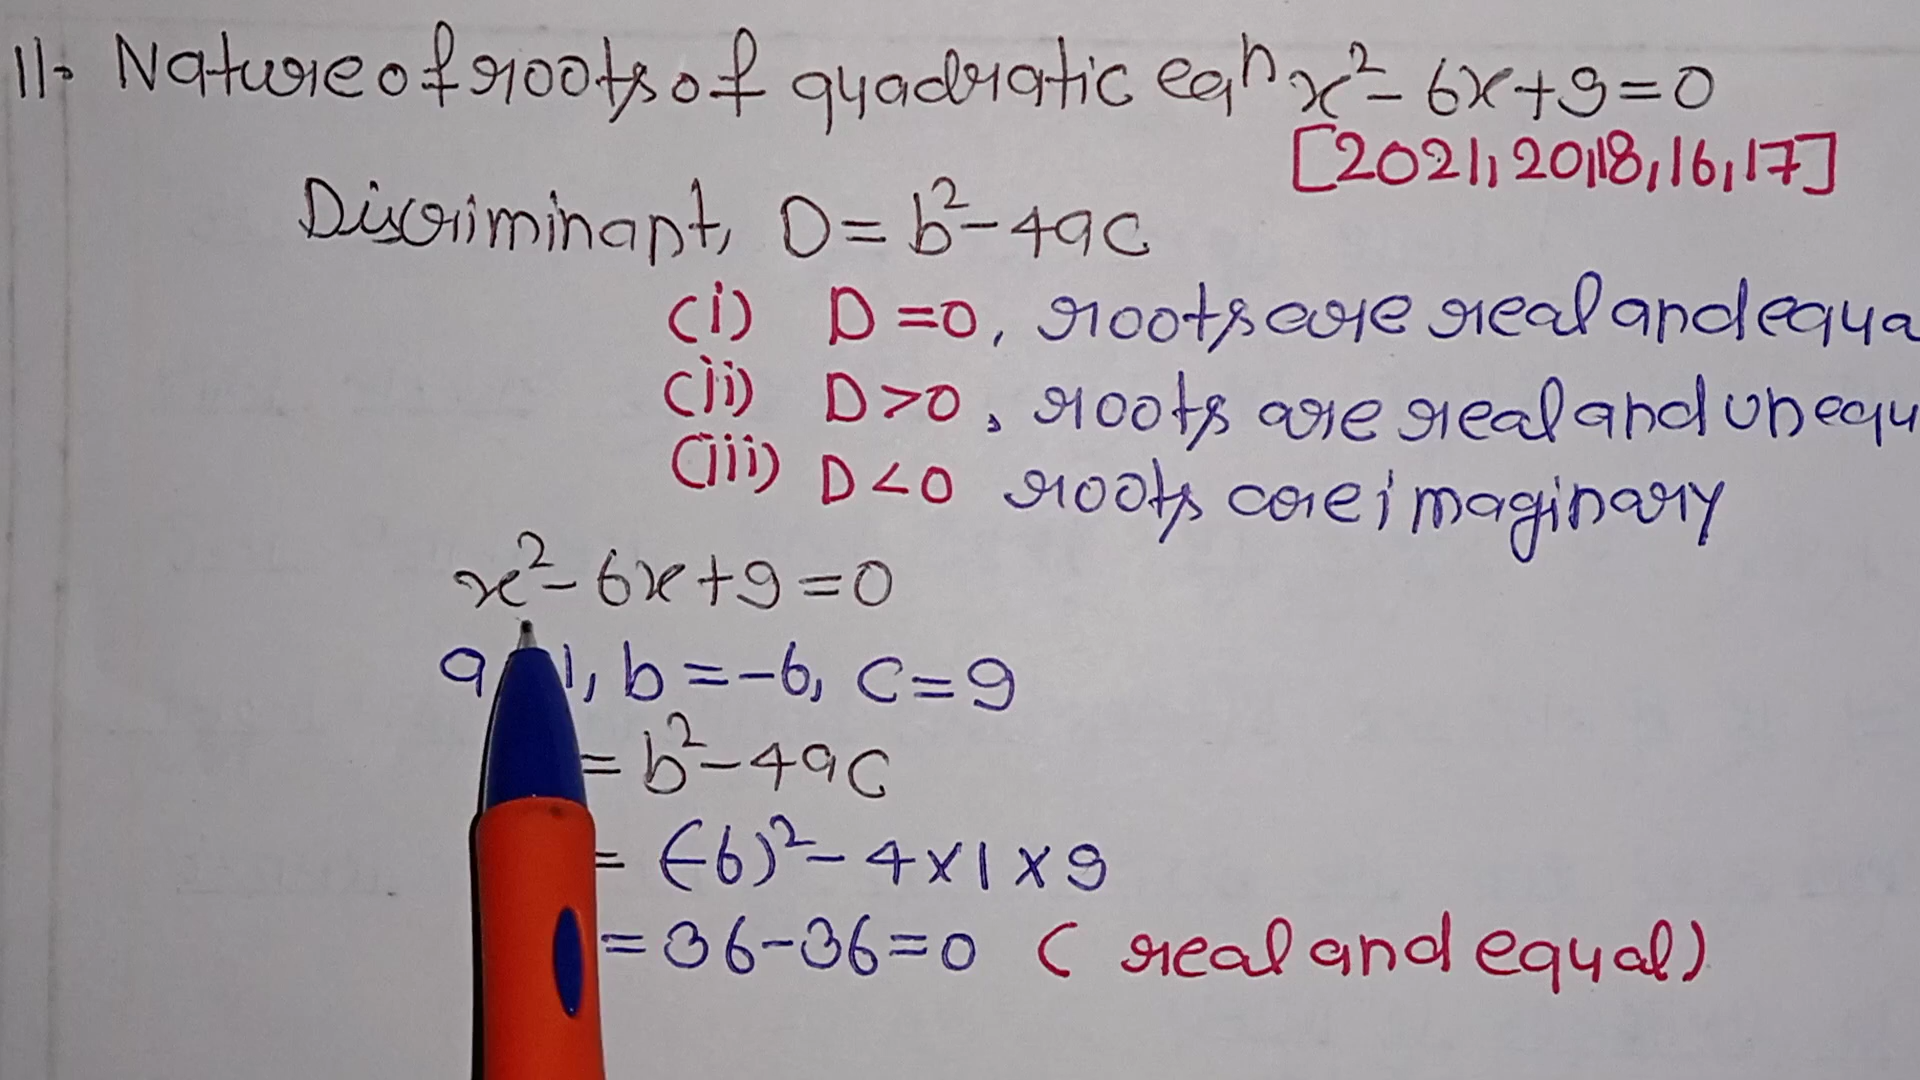 11. Nature of roots of quadratic eqn x² - 6x + 9 = 0
[2021, 20, 18, 16, 17]
Discriminant, D = b² - 4ac
(i) D = 0, roots are real and equa
(ii) D > 0, roots are real and unequ
(iii) D < 0 roots are imaginary
x² - 6x + 9 = 0
a 1, b = -6, c = 9
= b² - 4ac
= (-6)² - 4 × 1 × 9
= 36 - 36 = 0 (real and equal)